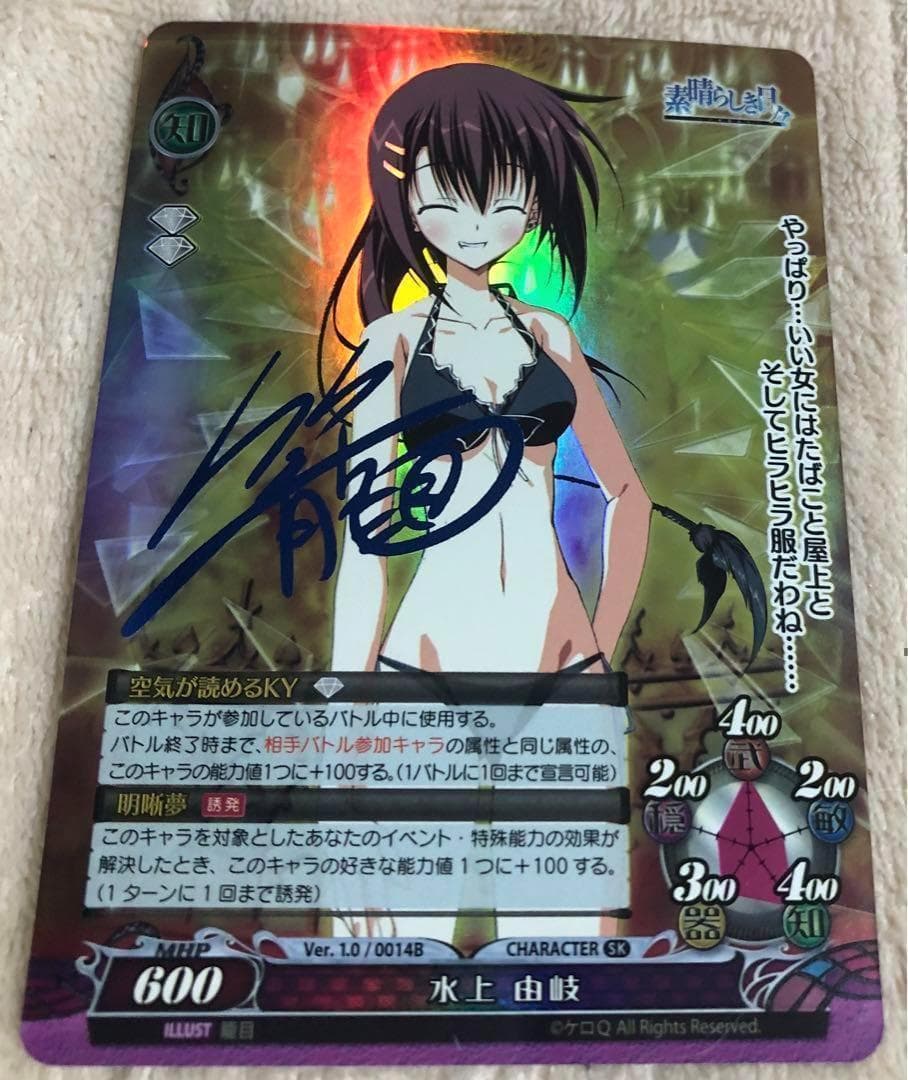 知
素晴らしき日々
やっぱり…いい女にはたばこと屋上と
そしてヒラヒラ服だわね……
空気が読めるKY
このキャラが参加しているバトル中に使用する。
バトル終了時まで、相手バトル参加キャラの属性と同じ属性の、
このキャラの能力値1つに+100する。(1バトルに1回まで宣言可能)
明晰夢 誘発
このキャラを対象としたあなたのイベント・特殊能力の効果が
解決したとき、このキャラの好きな能力値1つに+100する。
(1ターンに1回まで誘発)
400
武
200
穏
200
敏
300
器
400
知
MHP
600
Ver. 1.0 / 0014B
CHARACTER SK
水上 由岐
ILLUST 籠目
©ケロQ All Rights Reserved.